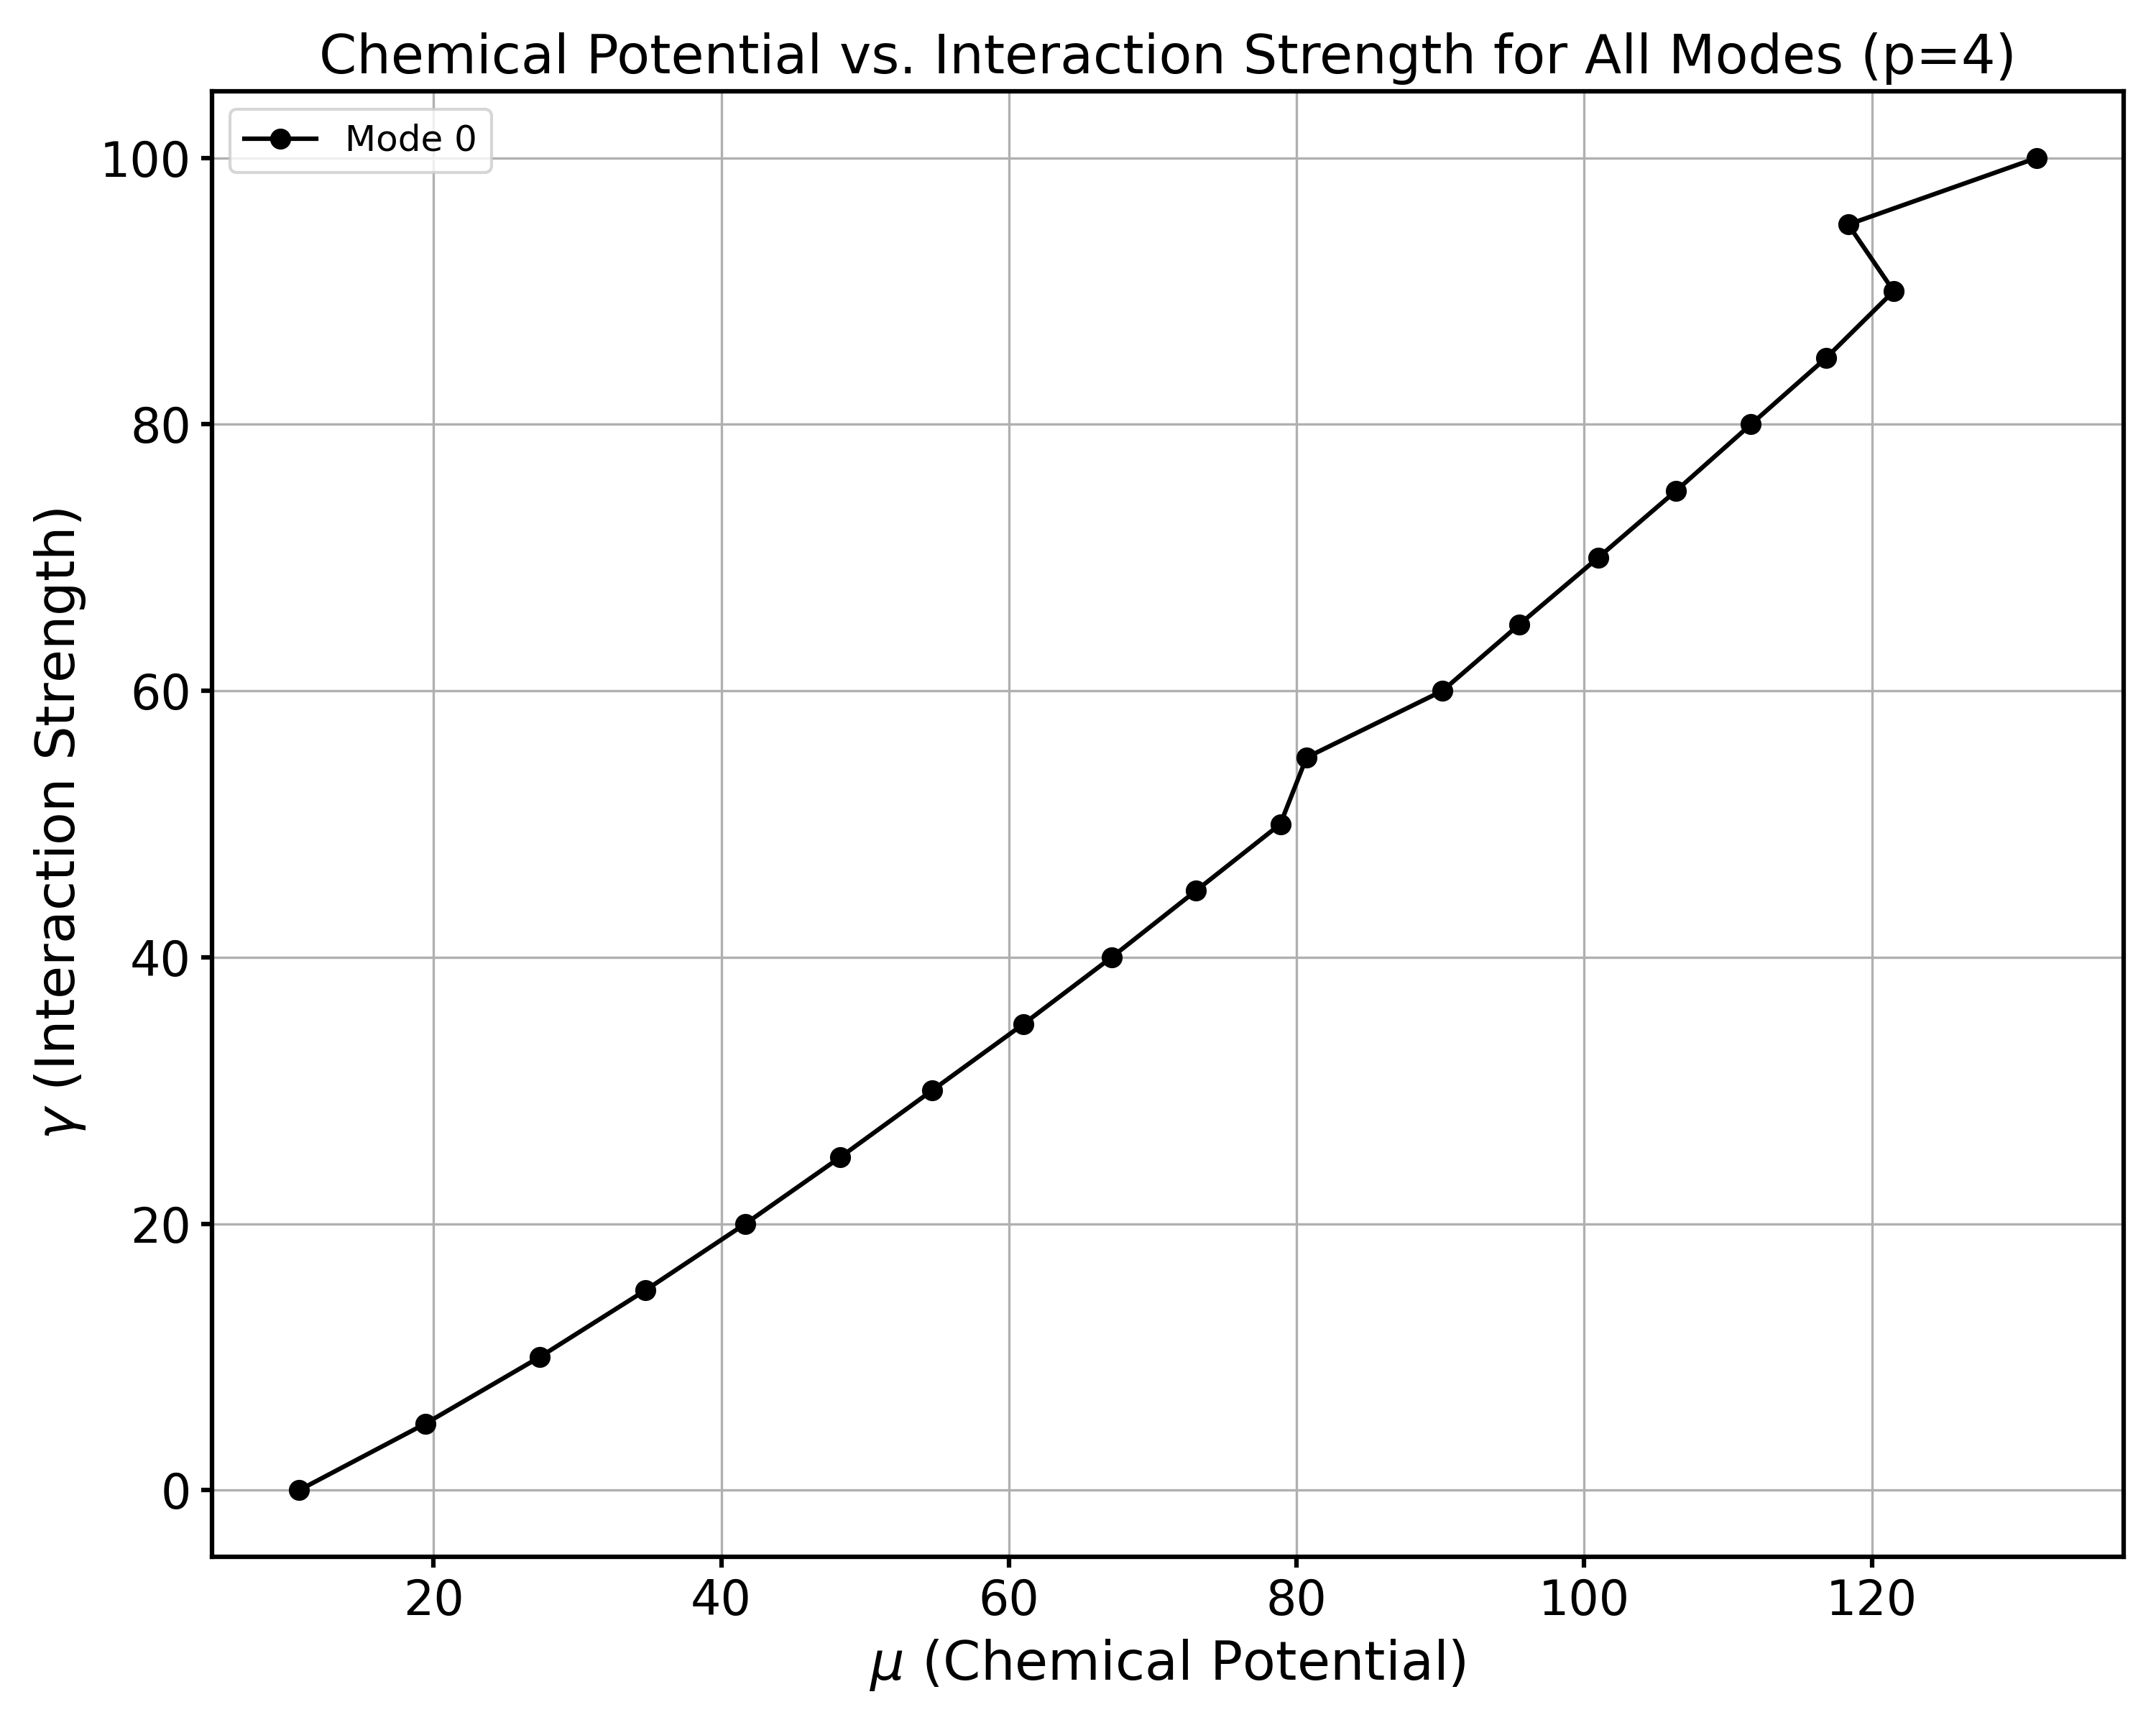 Chemical Potential vs. Interaction Strength for All Modes (p=4)
Mode 0
γ (Interaction Strength)
100
80
60
40
20
0
20 40 60 80 100 120
μ (Chemical Potential)